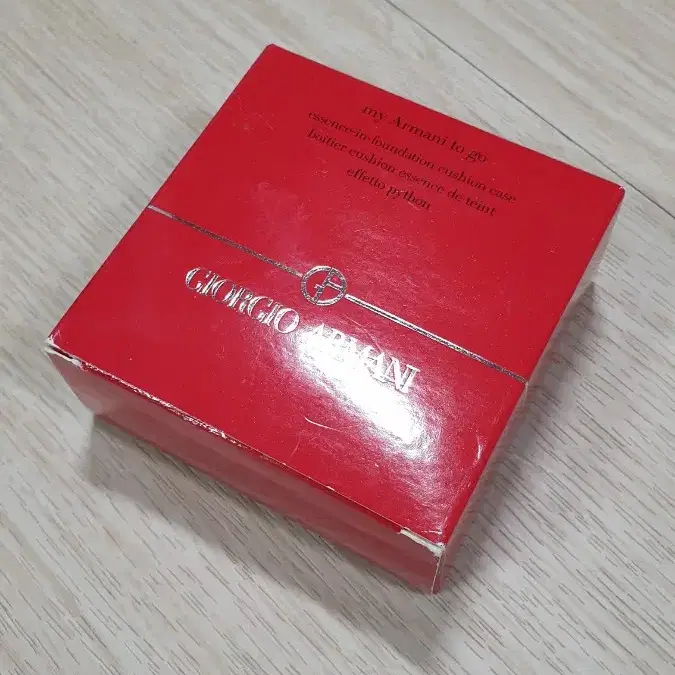 my Armani to go
essence-in-foundation cushion case
boîtier cushion essence de teint
effetto python
GIORGIO ARMANI